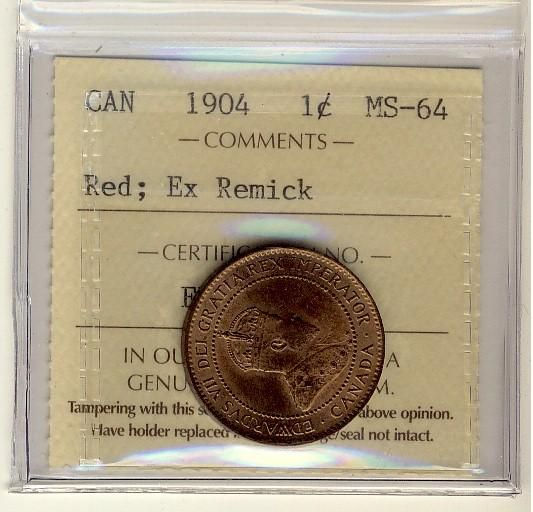 CAN 1904 1¢ MS-64
— COMMENTS —
Red; Ex Remick
— CERTIFIC NO. —
IN OU A
GENU M.
Tampering with this above opinion.
Have holder replaced seal not intact.
EDWARDVS VII DEI GRATIA REX IMPERATOR CANADA